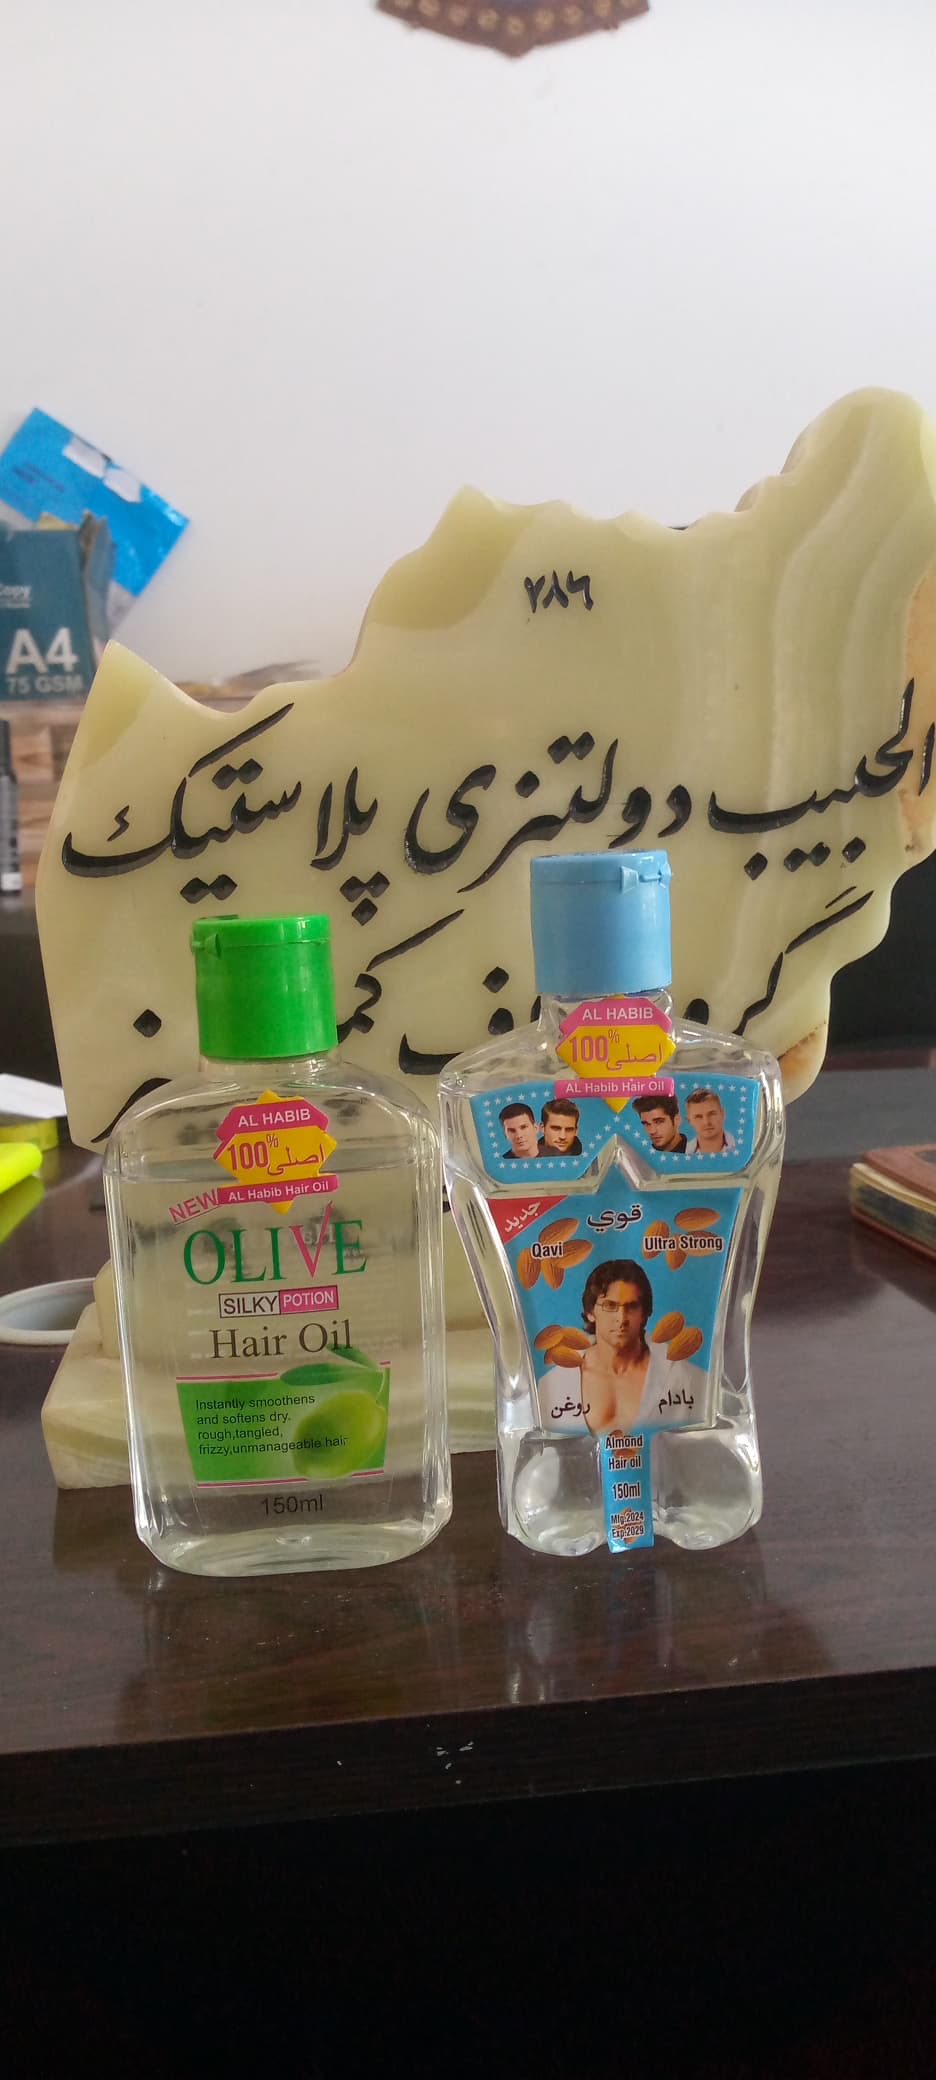 Copy
A4
75 GSM
۷۸۶
الحبیب دولتزی پلاستیک
AL HABIB
100% اصلی
AL Habib Hair Oil
NEW
OLIVE
SILKY POTION
Hair Oil
Instantly smoothens
and softens dry,
rough,tangled,
frizzy,unmanageable hair
150ml
AL HABIB
100% اصلی
AL Habib Hair Oil
جدید
قوي
Qavi
Ultra Strong
روغن بادام
Almond
Hair oil
150ml
Mfg:2024
Exp:2029